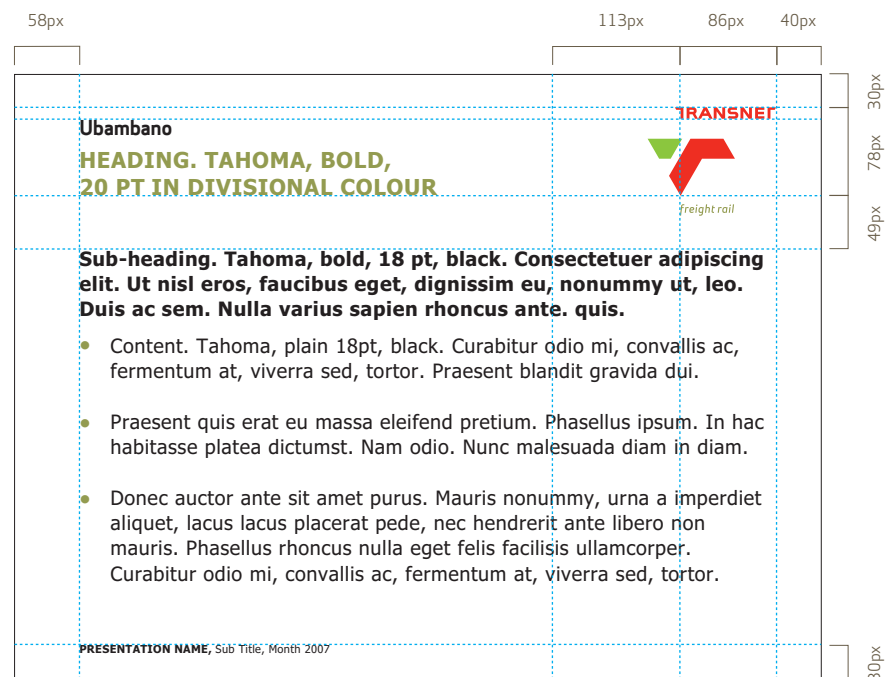 58px
113px
86px
40px
30px
TRANSNET
Ubambano
HEADING. TAHOMA, BOLD,
20 PT IN DIVISIONAL COLOUR
78px
freight rail
49px
Sub-heading. Tahoma, bold, 18 pt, black. Consectetuer adipiscing
elit. Ut nisl eros, faucibus eget, dignissim eu, nonummy ut, leo.
Duis ac sem. Nulla varius sapien rhoncus ante. quis.
• Content. Tahoma, plain 18pt, black. Curabitur odio mi, convallis ac,
fermentum at, viverra sed, tortor. Praesent blandit gravida dui.
• Praesent quis erat eu massa eleifend pretium. Phasellus ipsum. In hac
habitasse platea dictumst. Nam odio. Nunc malesuada diam in diam.
• Donec auctor ante sit amet purus. Mauris nonummy, urna a imperdiet
aliquet, lacus lacus placerat pede, nec hendrerit ante libero non
mauris. Phasellus rhoncus nulla eget felis facilisis ullamcorper.
Curabitur odio mi, convallis ac, fermentum at, viverra sed, tortor.
PRESENTATION NAME, Sub Title, Month 2007